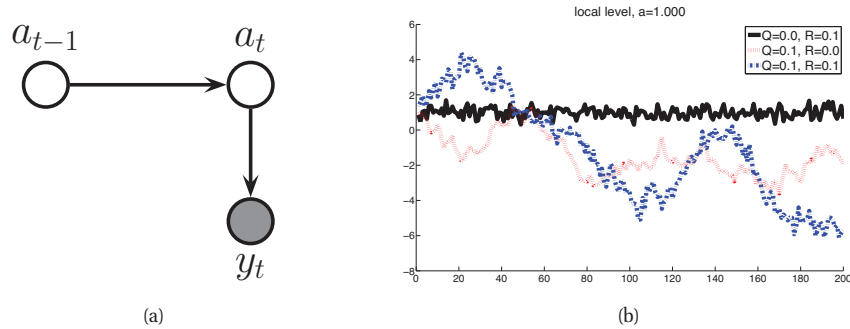 a_{t−1}
a_t
y_t
(a)
local level, a=1.000
Q=0.0, R=0.1
Q=0.1, R=0.0
Q=0.1, R=0.1
6
4
2
0
−2
−4
−6
−8
0
20
40
60
80
100
120
140
160
180
200
(b)